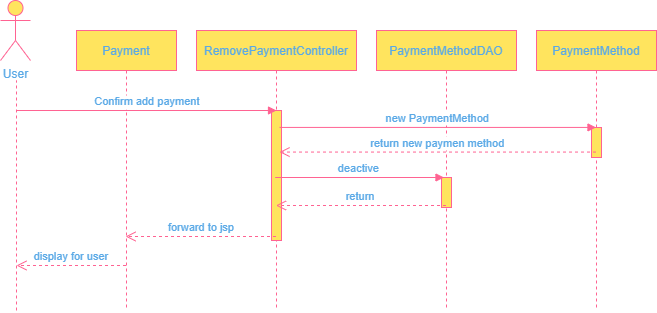 User
Payment
RemovePaymentController
PaymentMethodDAO
PaymentMethod
Confirm add payment
new PaymentMethod
return new paymen method
deactive
return
forward to jsp
display for user